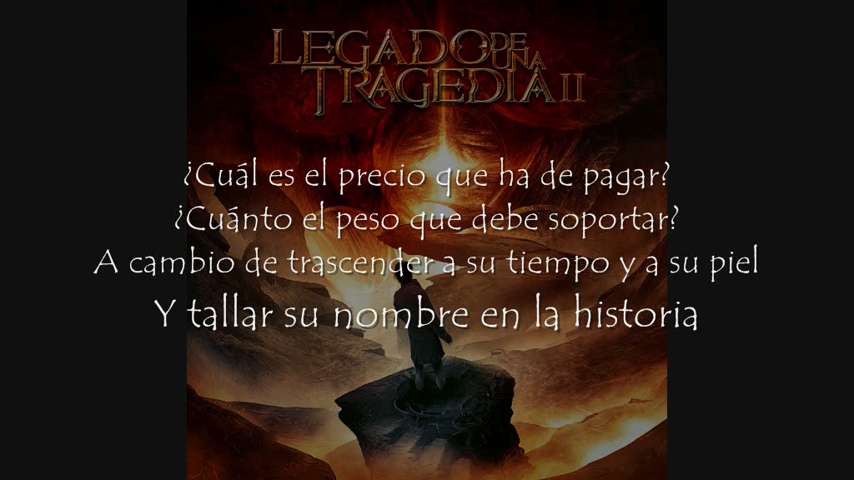 LEGADO DE UNA
TRAGEDIA II
¿Cuál es el precio que ha de pagar?
¿Cuánto el peso que debe soportar?
A cambio de trascender a su tiempo y a su piel
Y tallar su nombre en la historia